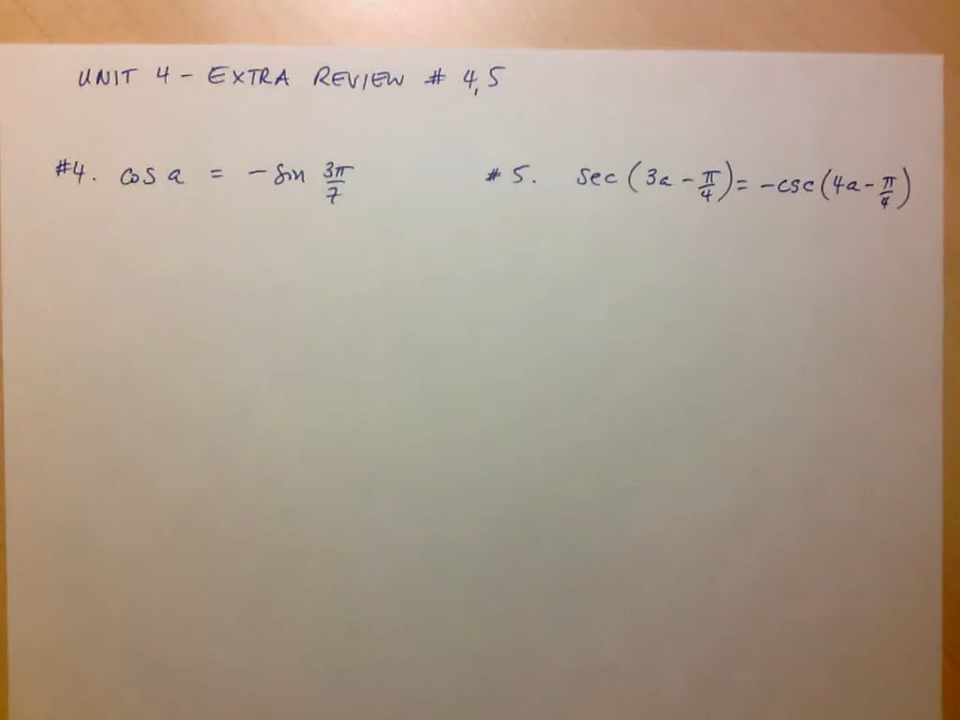 UNIT 4 - EXTRA REVIEW # 4,5
#4. cos a = - sin 3π/7
# 5. sec (3a - π/4) = - csc (4a - π/4)